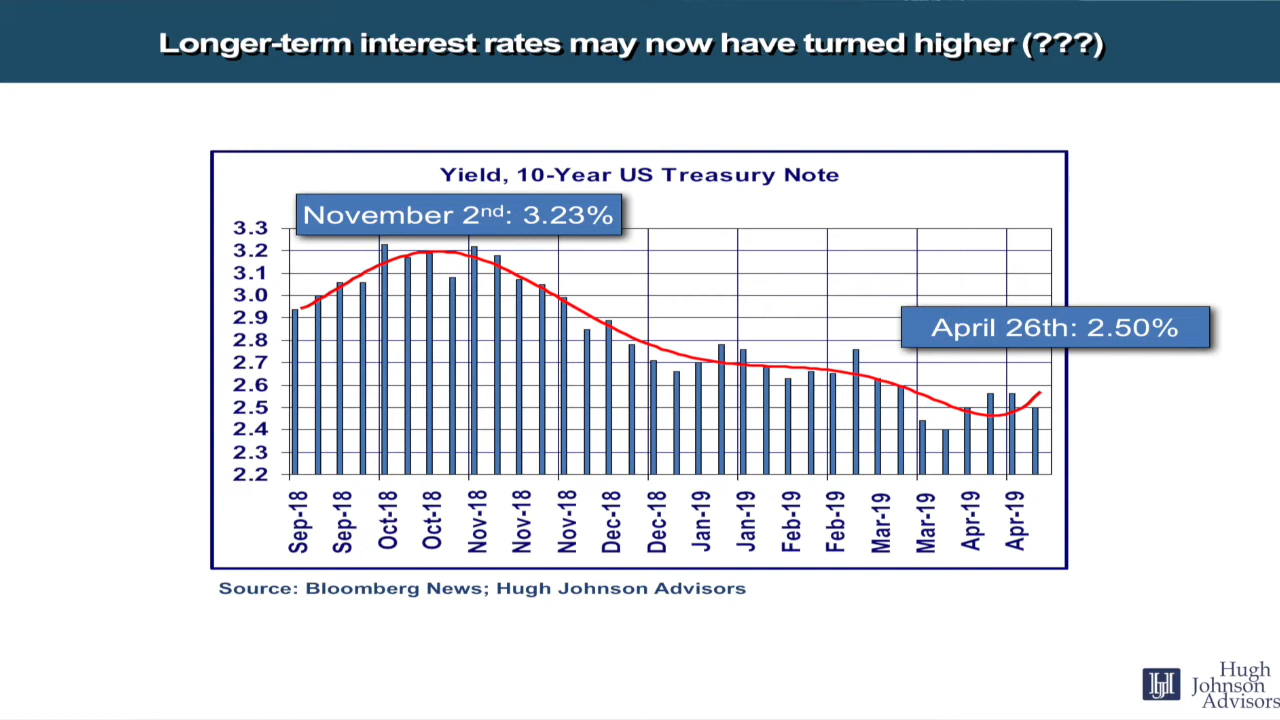 Longer-term interest rates may now have turned higher (???)
Yield, 10-Year US Treasury Note
November 2nd: 3.23%
3.3
3.2
3.1
3.0
2.9
2.8
2.7
2.6
2.5
2.4
2.3
2.2
April 26th: 2.50%
Sep-18
Sep-18
Oct-18
Oct-18
Nov-18
Nov-18
Nov-18
Dec-18
Dec-18
Jan-19
Jan-19
Feb-19
Feb-19
Mar-19
Mar-19
Apr-19
Apr-19
Source: Bloomberg News; Hugh Johnson Advisors
HJ
Hugh
Johnson
Advisors